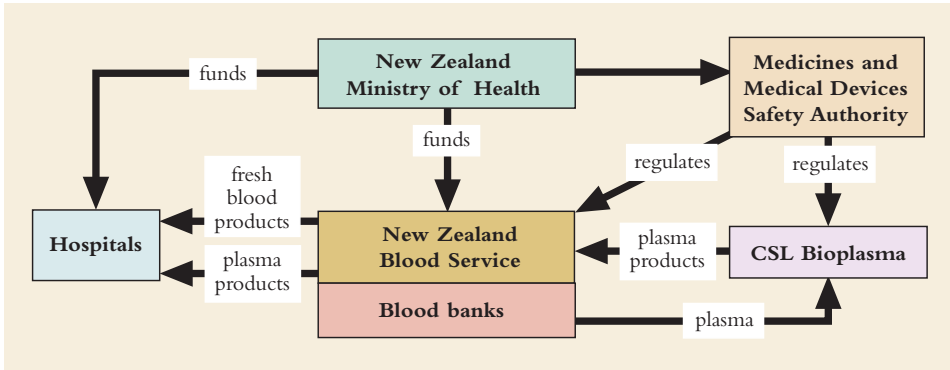 New Zealand
Ministry of Health
Medicines and
Medical Devices
Safety Authority
funds
funds
regulates
regulates
fresh
blood
products
Hospitals
plasma
products
New Zealand
Blood Service
Blood banks
plasma
products
CSL Bioplasma
plasma